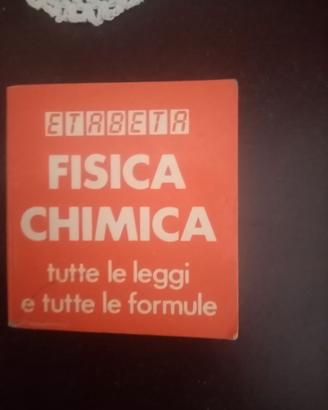 ETABETA
FISICA
CHIMICA
tutte le leggi
e tutte le formule